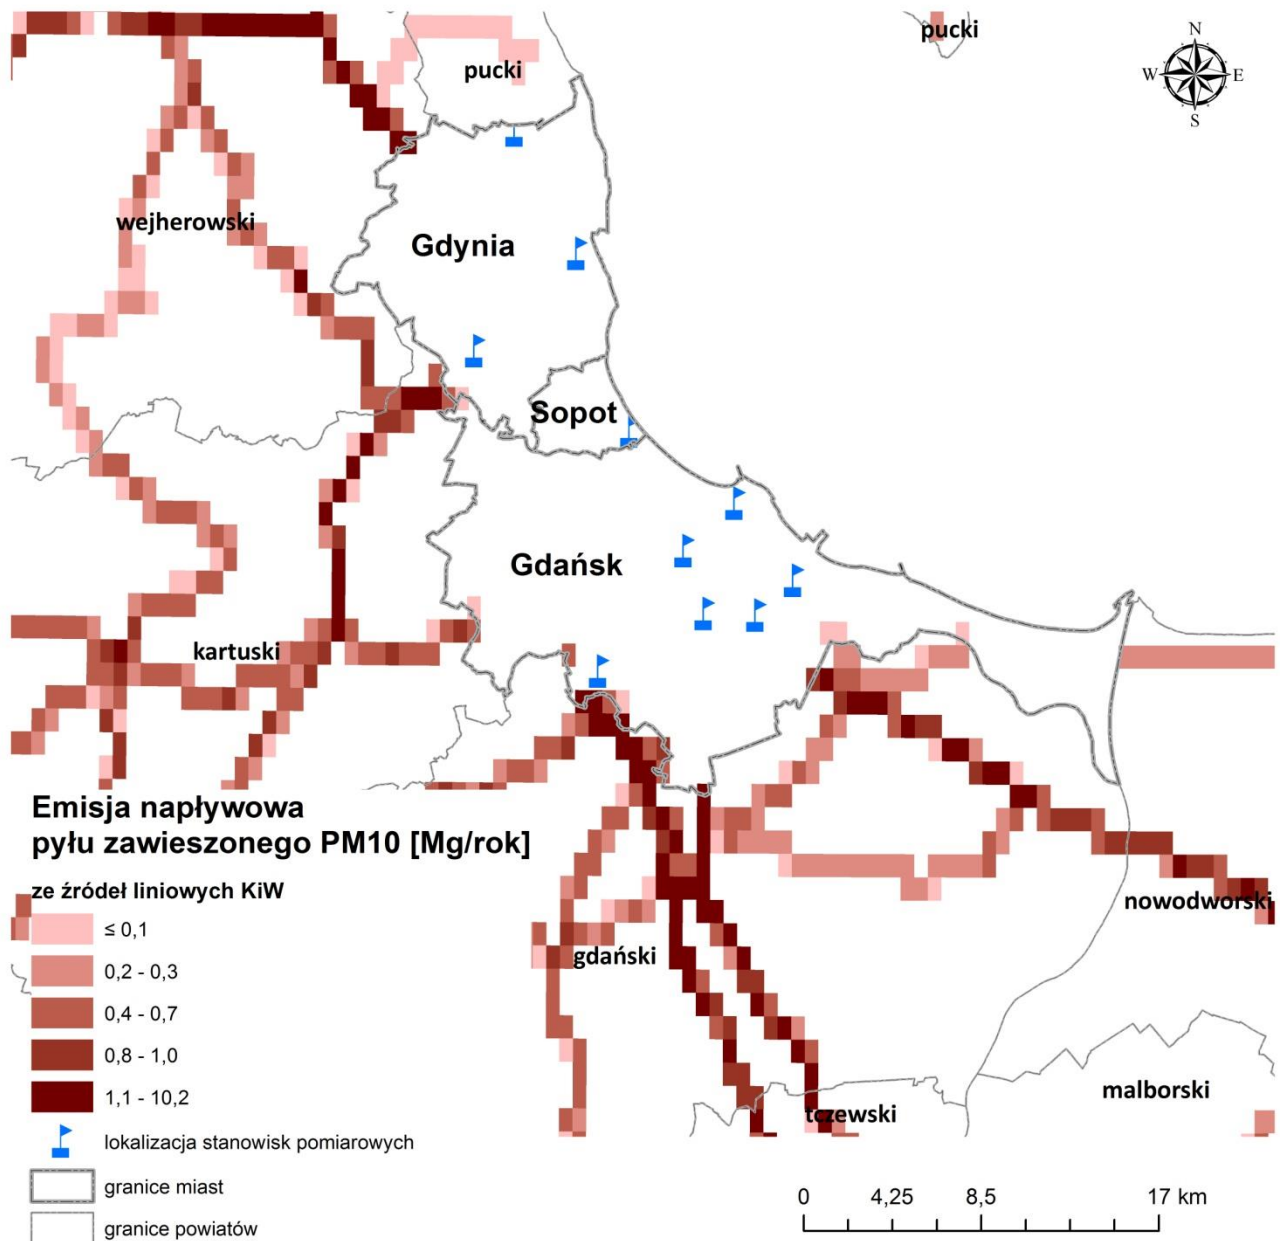 pucki
pucki
N
W
E
S
wejherowski
Gdynia
Sopot
Gdańsk
kartuski
Emisja napływowa
pyłu zawieszonego PM10 [Mg/rok]
ze źródeł liniowych KiW
≤ 0,1
0,2 - 0,3
0,4 - 0,7
0,8 - 1,0
1,1 - 10,2
lokalizacja stanowisk pomiarowych
granice miast
granice powiatów
nowodworski
gdański
malborski
tczewski
0 4,25 8,5 17 km